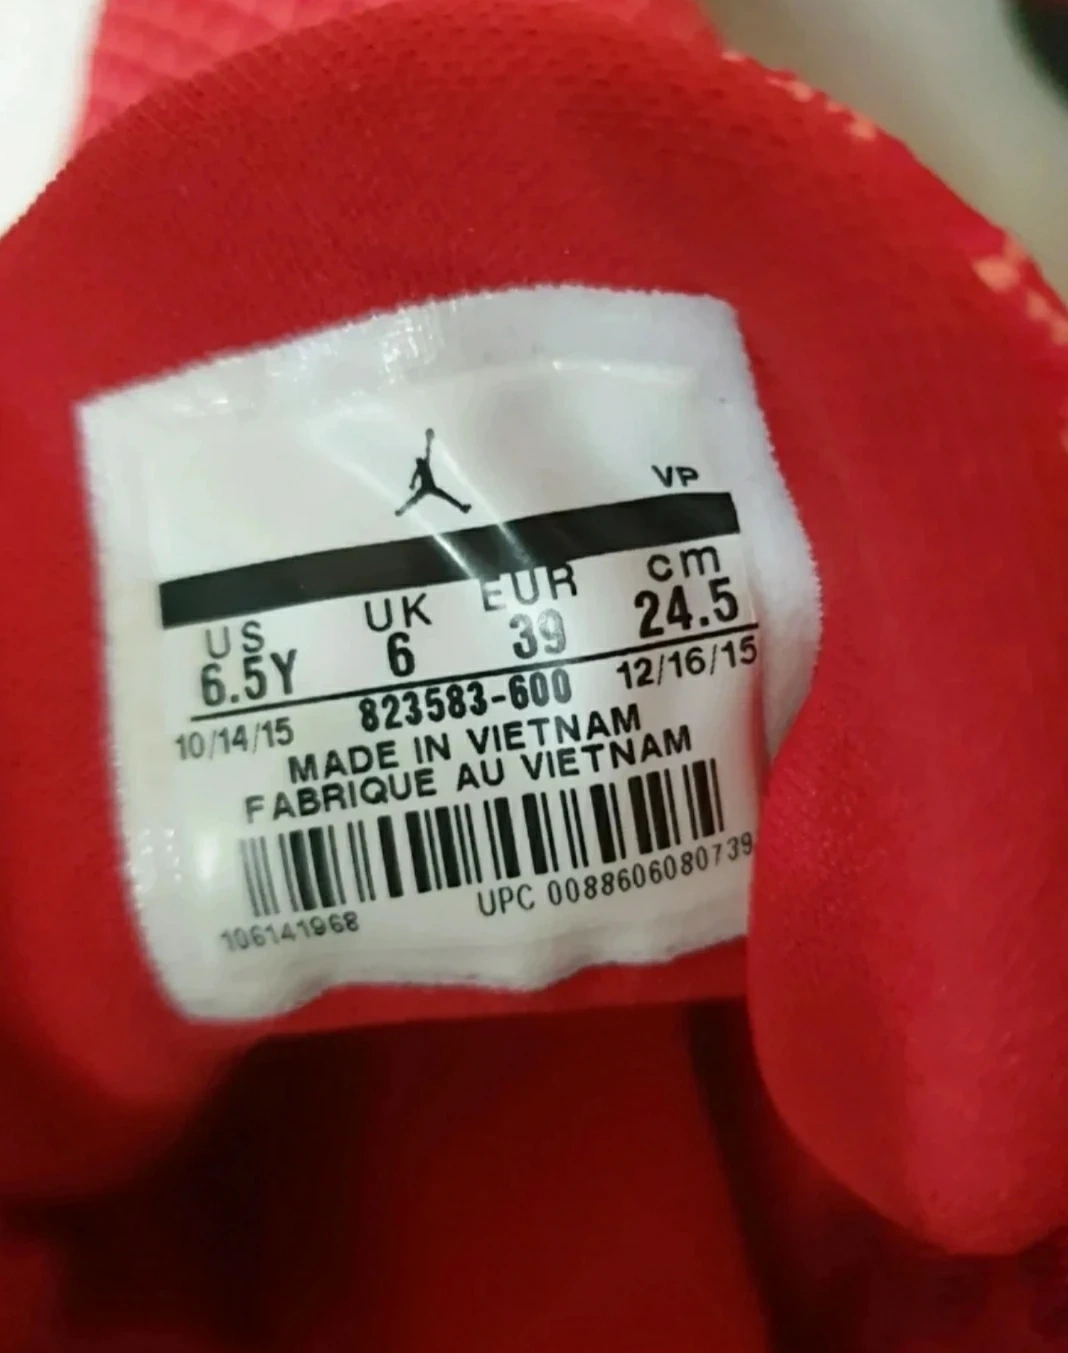 VP
US UK EUR cm
6.5Y 6 39 24.5
10/14/15 823583-600 12/16/15
MADE IN VIETNAM
FABRIQUE AU VIETNAM
106141968 UPC 0088606080739